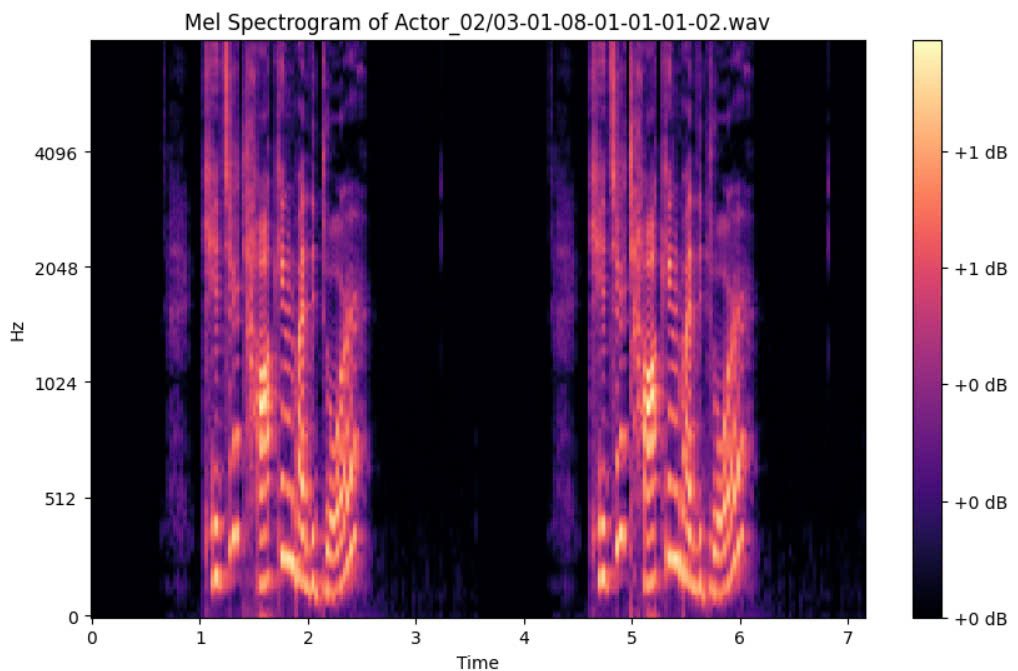 Mel Spectrogram of Actor_02/03-01-08-01-01-01-02.wav
4096
2048
1024
512
0
Hz
0 1 2 3 4 5 6 7
Time
+1 dB
+1 dB
+0 dB
+0 dB
+0 dB